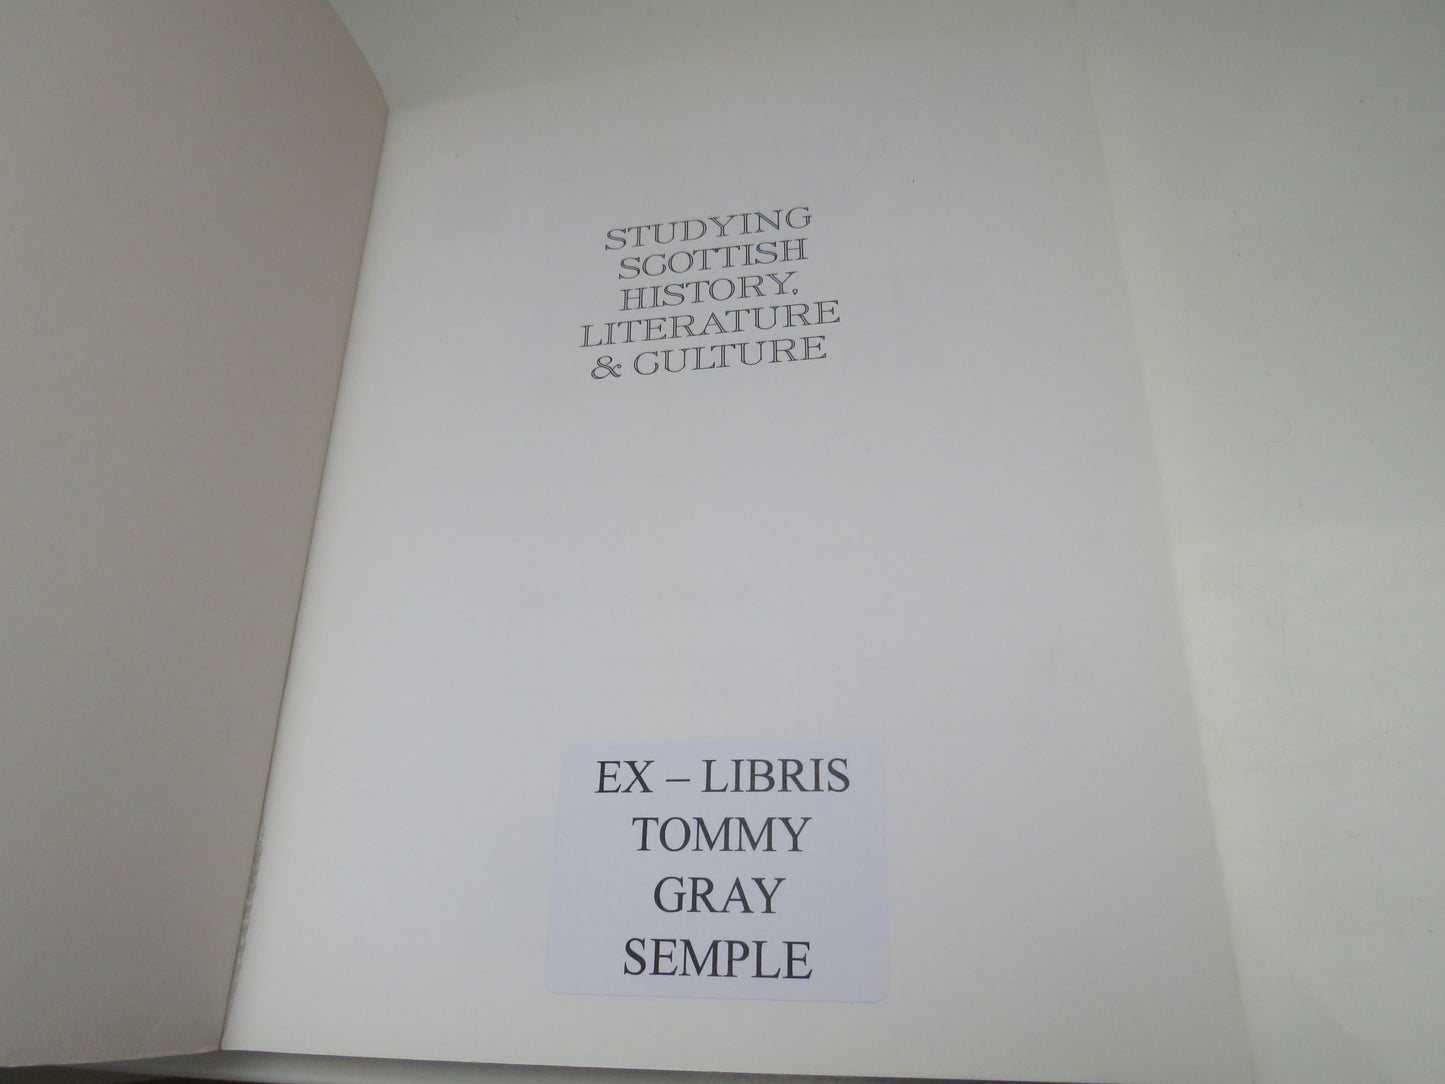 STUDYING
SCOTTISH
HISTORY,
LITERATURE
& CULTURE
EX – LIBRIS
TOMMY
GRAY
SEMPLE